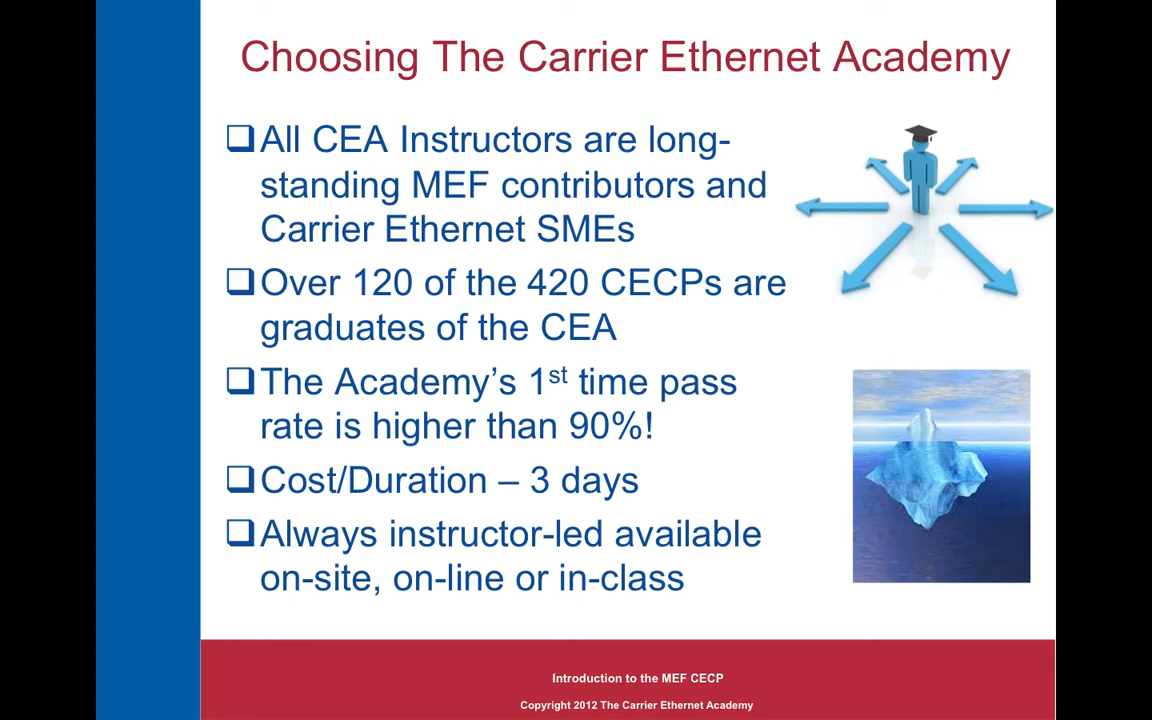 Choosing The Carrier Ethernet Academy
All CEA Instructors are long-
standing MEF contributors and
Carrier Ethernet SMEs
Over 120 of the 420 CECPs are
graduates of the CEA
The Academy’s 1st time pass
rate is higher than 90%!
Cost/Duration – 3 days
Always instructor-led available
on-site, on-line or in-class
Introduction to the MEF CECP
Copyright 2012 The Carrier Ethernet Academy